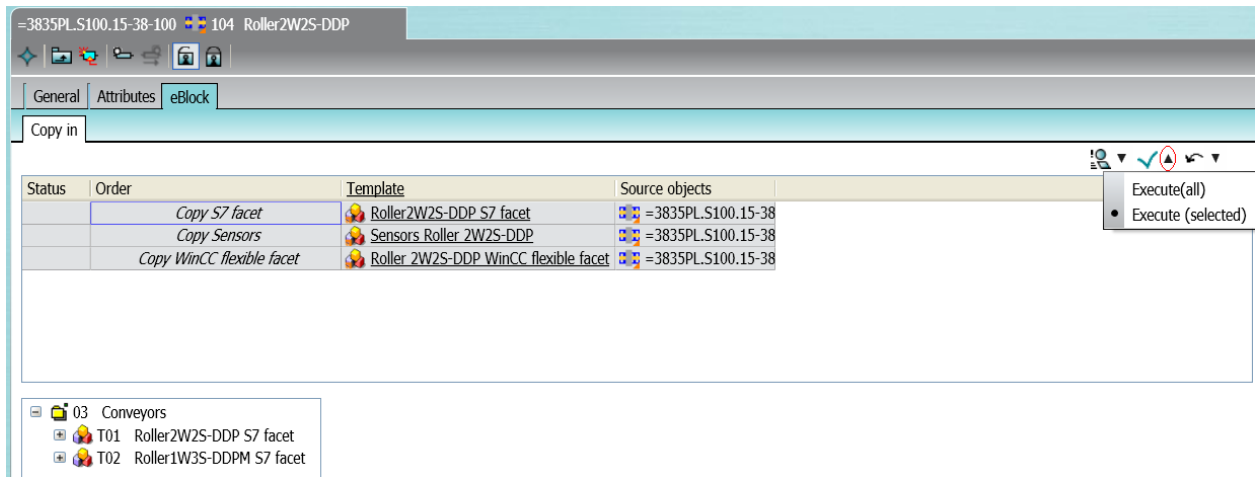 =3835PL.S100.15-38-100 104 Roller2W2S-DDP
General Attributes eBlock
Copy in
Status Order Template Source objects
Copy S7 facet Roller2W2S-DDP S7 facet =3835PL.S100.15-38
Copy Sensors Sensors Roller 2W2S-DDP =3835PL.S100.15-38
Copy WinCC flexible facet Roller 2W2S-DDP WinCC flexible facet =3835PL.S100.15-38
Execute(all)
Execute (selected)
03 Conveyors
T01 Roller2W2S-DDP S7 facet
T02 Roller1W3S-DDPM S7 facet